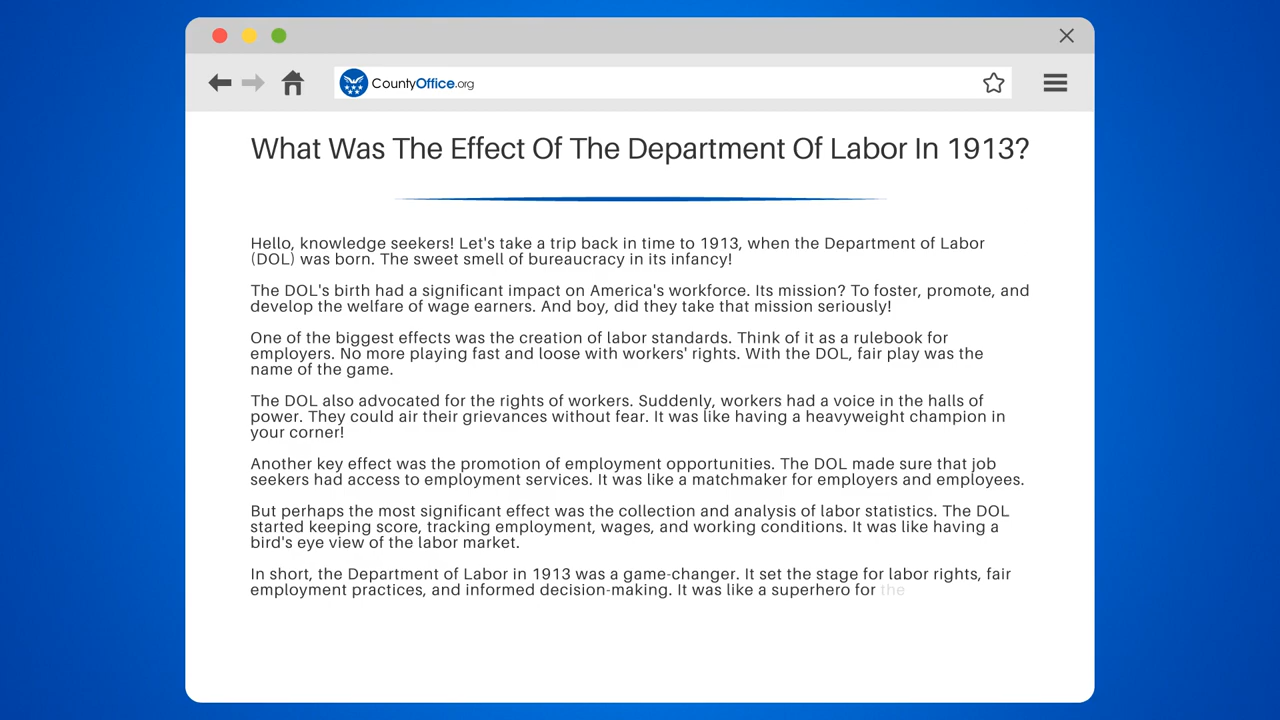 CountyOffice.org
What Was The Effect Of The Department Of Labor In 1913?
Hello, knowledge seekers! Let's take a trip back in time to 1913, when the Department of Labor
(DOL) was born. The sweet smell of bureaucracy in its infancy!
The DOL's birth had a significant impact on America's workforce. Its mission? To foster, promote, and
develop the welfare of wage earners. And boy, did they take that mission seriously!
One of the biggest effects was the creation of labor standards. Think of it as a rulebook for
employers. No more playing fast and loose with workers' rights. With the DOL, fair play was the
name of the game.
The DOL also advocated for the rights of workers. Suddenly, workers had a voice in the halls of
power. They could air their grievances without fear. It was like having a heavyweight champion in
your corner!
Another key effect was the promotion of employment opportunities. The DOL made sure that job
seekers had access to employment services. It was like a matchmaker for employers and employees.
But perhaps the most significant effect was the collection and analysis of labor statistics. The DOL
started keeping score, tracking employment, wages, and working conditions. It was like having a
bird's eye view of the labor market.
In short, the Department of Labor in 1913 was a game-changer. It set the stage for labor rights, fair
employment practices, and informed decision-making. It was like a superhero for the